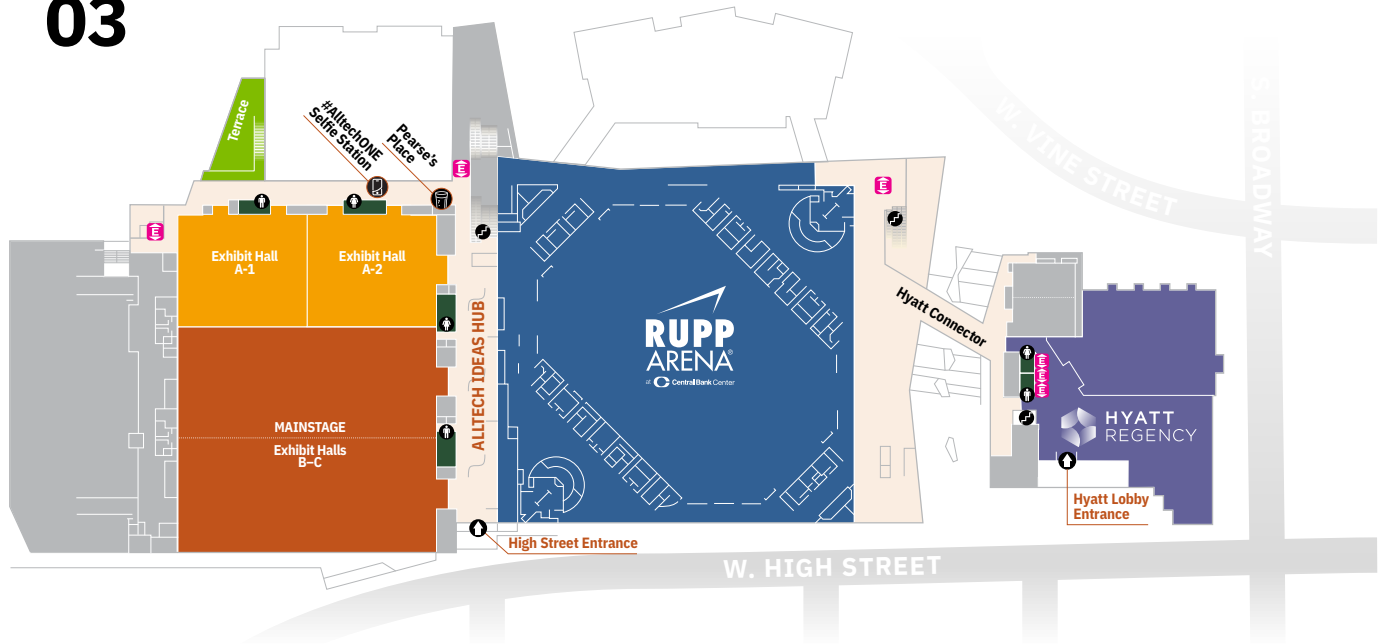 03
Terrace
#AlltechONE
Selfie Station
Pearse's
Place
E
E
E
Exhibit Hall
A-1
Exhibit Hall
A-2
ALLTECH IDEAS HUB
MAINSTAGE
Exhibit Halls
B–C
RUPP
ARENA®
at Central Bank Center
Hyatt Connector
E
E
E
HYATT
REGENCY
Hyatt Lobby
Entrance
High Street Entrance
W. HIGH STREET
W. VINE STREET
S. BROADWAY